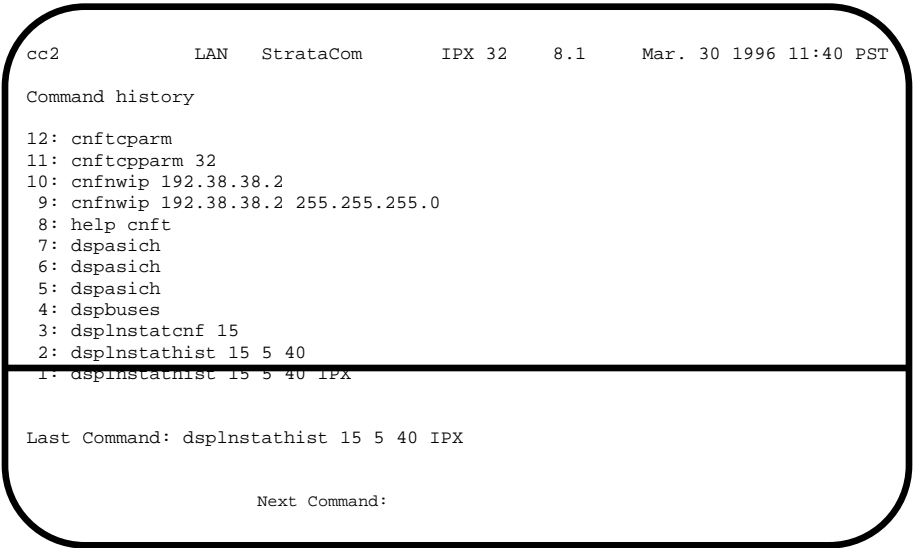 cc2 LAN StrataCom IPX 32 8.1 Mar. 30 1996 11:40 PST
Command history
12: cnftcparm
11: cnftcpparm 32
10: cnfnwip 192.38.38.2
9: cnfnwip 192.38.38.2 255.255.255.0
8: help cnft
7: dspasich
6: dspasich
5: dspasich
4: dspbuses
3: dsplnstatcnf 15
2: dsplnstathist 15 5 40
1: dsplnstathist 15 5 40 IPX
Last Command: dsplnstathist 15 5 40 IPX
Next Command: